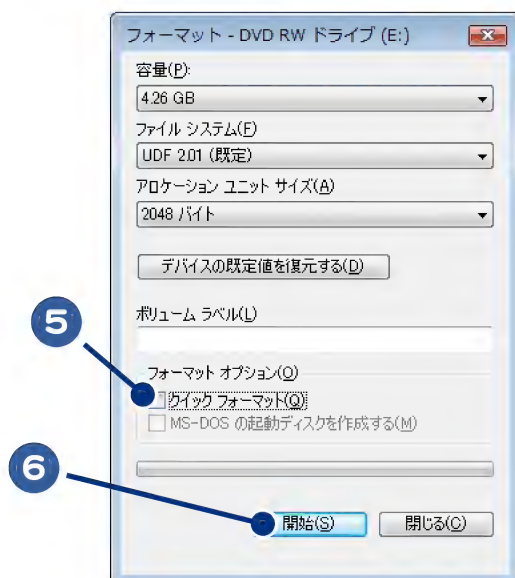 フォーマット - DVD RW ドライブ (E:)
容量(P):
4.26 GB
ファイル システム(F)
UDF 2.01 (既定)
アロケーション ユニット サイズ(A)
2048 バイト
デバイスの既定値を復元する(D)
ボリューム ラベル(L)
フォーマット オプション(O)
5
クイック フォーマット(Q)
MS-DOS の起動ディスクを作成する(M)
6
開始(S) 閉じる(C)